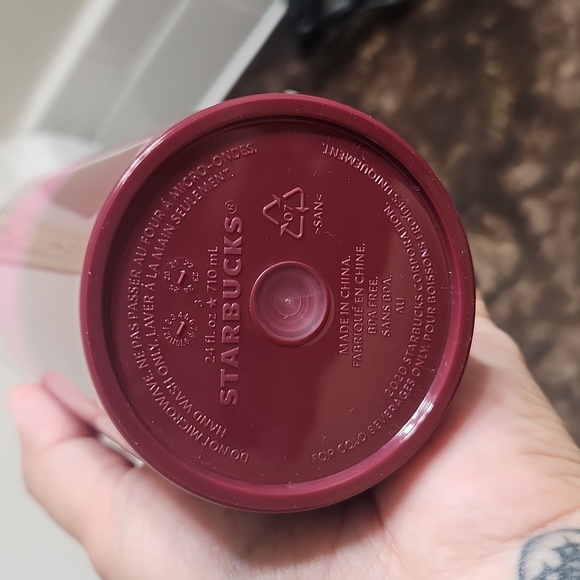 DO NOT MICROWAVE. NE PAS PASSER AU FOUR À MICRO-ONDES.
HAND WASH ONLY. LAVER À LA MAIN SEULEMENT.
24 fl oz ★ 710 mL
STARBUCKS®
7
>SAN<
MADE IN CHINA.
FABRIQUÉ EN CHINE.
BPA FREE.
SANS BPA.
AU
2020 STARBUCKS CORPORATION.
FOR COLD BEVERAGES ONLY. POUR BOISSONS FROIDES UNIQUEMENT.